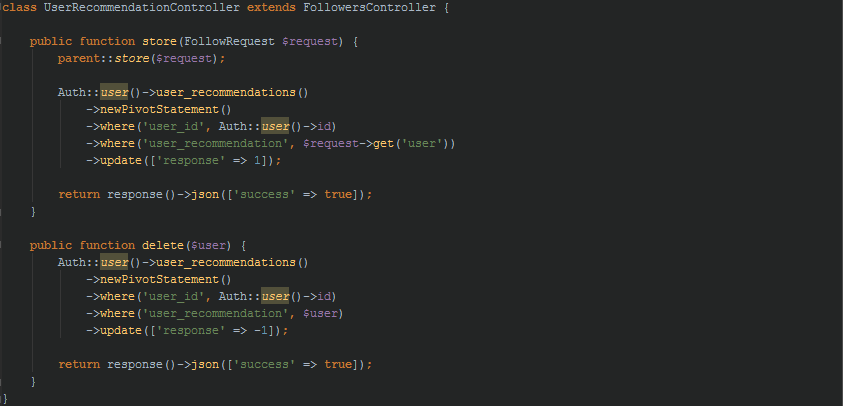 class UserRecommendationController extends FollowersController {
public function store(FollowRequest $request) {
parent::store($request);
Auth::user()->user_recommendations()
->newPivotStatement()
->where('user_id', Auth::user()->id)
->where('user_recommendation', $request->get('user'))
->update(['response' => 1]);
return response()->json(['success' => true]);
}
public function delete($user) {
Auth::user()->user_recommendations()
->newPivotStatement()
->where('user_id', Auth::user()->id)
->where('user_recommendation', $user)
->update(['response' => -1]);
return response()->json(['success' => true]);
}
}